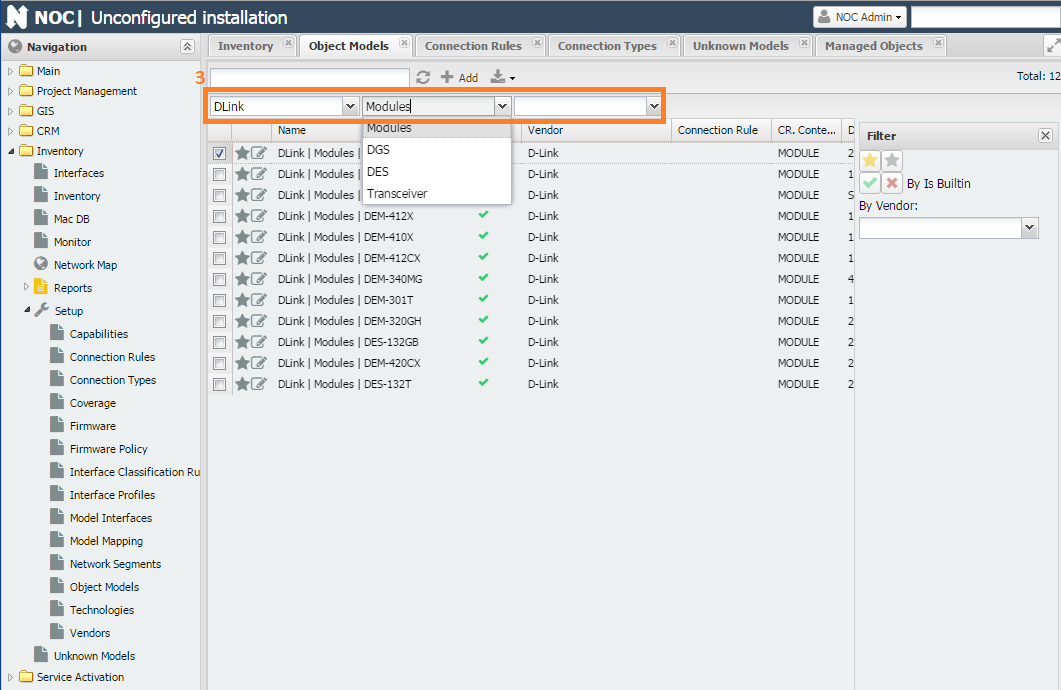 NOC| Unconfigured installation
NOC Admin
Navigation
Inventory
Object Models
Connection Rules
Connection Types
Unknown Models
Managed Objects
3
Add
Total: 12
DLink
Modules
Modules
DGS
DES
Transceiver
Name
Vendor
Connection Rule
CR. Conte...
D
DLink | Modules | D-Link MODULE 2
DLink | Modules | D-Link MODULE 1
DLink | Modules | D-Link MODULE S
DLink | Modules | DEM-412X D-Link MODULE 1
DLink | Modules | DEM-410X D-Link MODULE 1
DLink | Modules | DEM-412CX D-Link MODULE 1
DLink | Modules | DEM-340MG D-Link MODULE 4
DLink | Modules | DEM-301T D-Link MODULE 1
DLink | Modules | DEM-320GH D-Link MODULE 2
DLink | Modules | DES-132GB D-Link MODULE 2
DLink | Modules | DEM-420CX D-Link MODULE 2
DLink | Modules | DES-132T D-Link MODULE 2
Filter
By Is Builtin
By Vendor:
Main
Project Management
GIS
CRM
Inventory
Interfaces
Inventory
Mac DB
Monitor
Network Map
Reports
Setup
Capabilities
Connection Rules
Connection Types
Coverage
Firmware
Firmware Policy
Interface Classification Ru
Interface Profiles
Model Interfaces
Model Mapping
Network Segments
Object Models
Technologies
Vendors
Unknown Models
Service Activation